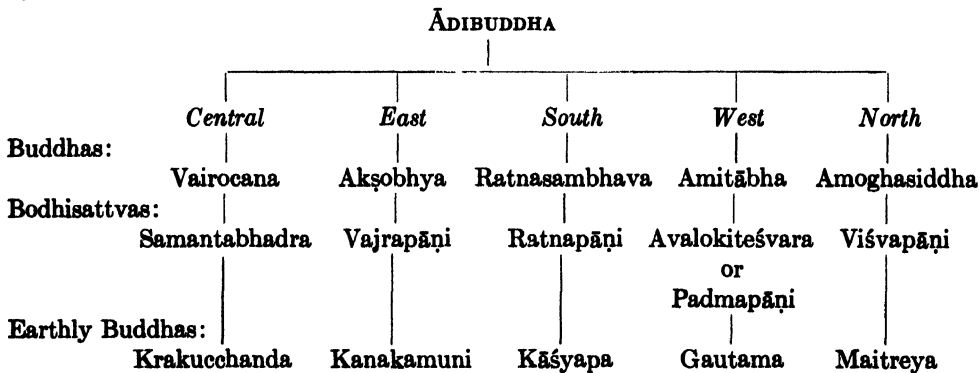 ĀDIBUDDHA
Central East South West North
Buddhas:
Vairocana Akṣobhya Ratnasambhava Amitābha Amoghasiddha
Bodhisattvas:
Samantabhadra Vajrapāṇi Ratnapāṇi Avalokiteśvara Viśvapāṇi
or
Padmapāṇi
Earthly Buddhas:
Krakucchanda Kanakamuni Kāśyapa Gautama Maitreya